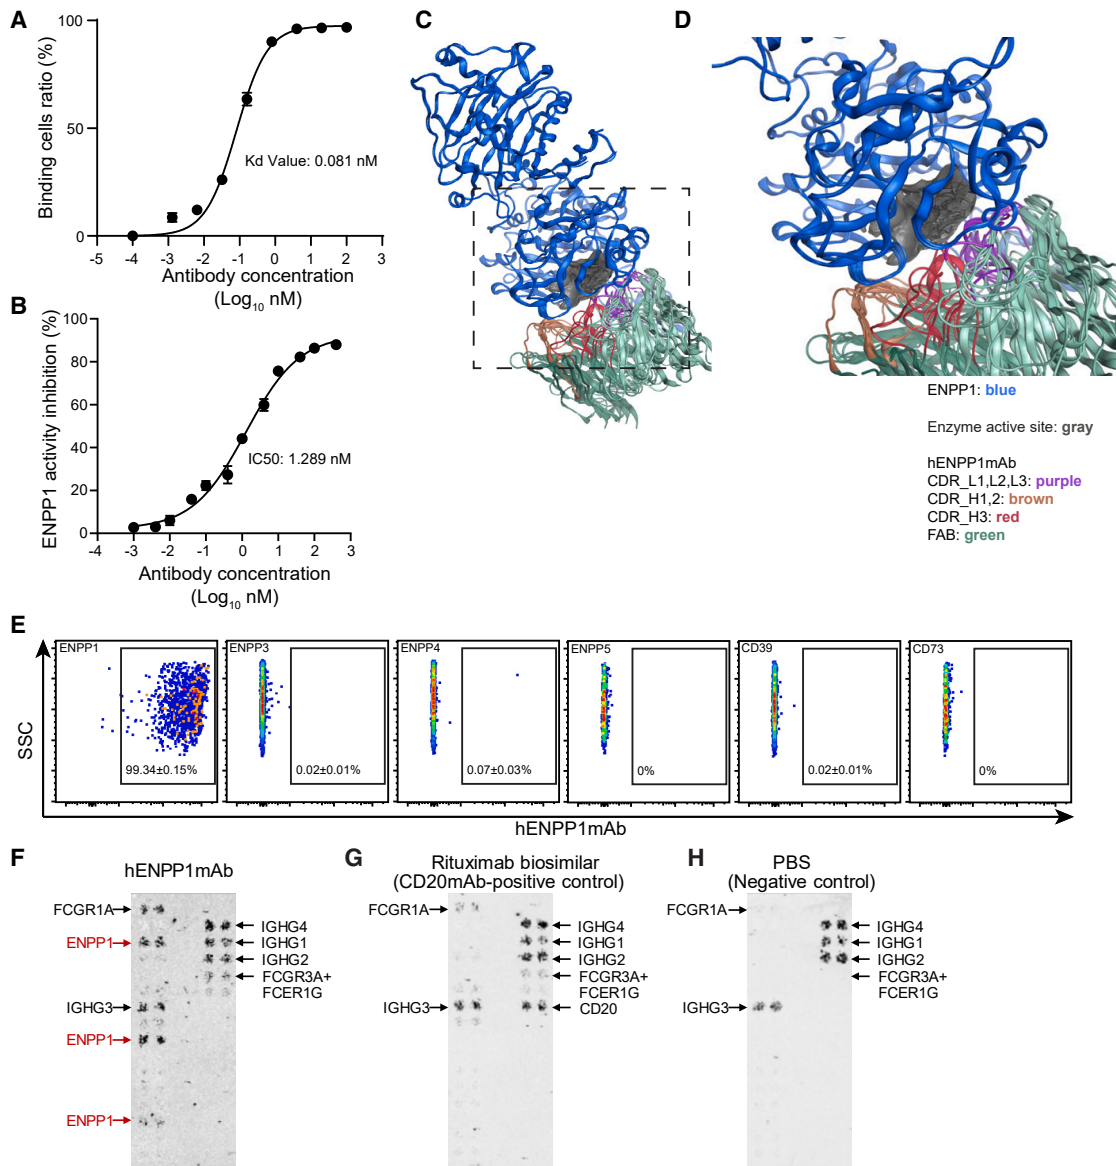 A
Binding cells ratio (%)
100
50
0
Kd Value: 0.081 nM
-5 -4 -3 -2 -1 0 1 2 3
Antibody concentration
(Log10 nM)
B
ENPP1 activity inhibition (%)
100
80
60
40
20
0
IC50: 1.289 nM
-4 -3 -2 -1 0 1 2 3
Antibody concentration
(Log10 nM)
C
D
ENPP1: blue
Enzyme active site: gray
hENPP1mAb
CDR_L1,L2,L3: purple
CDR_H1,2: brown
CDR_H3: red
FAB: green
E
SSC
ENPP1
99.34±0.15%
ENPP3
0.02±0.01%
ENPP4
0.07±0.03%
ENPP5
0%
CD39
0.02±0.01%
CD73
0%
hENPP1mAb
F
hENPP1mAb
FCGR1A
ENPP1
IGHG3
ENPP1
ENPP1
IGHG4
IGHG1
IGHG2
FCGR3A+
FCER1G
G
Rituximab biosimilar
(CD20mAb-positive control)
FCGR1A
IGHG3
IGHG4
IGHG1
IGHG2
FCGR3A+
FCER1G
CD20
H
PBS
(Negative control)
FCGR1A
IGHG3
IGHG4
IGHG1
IGHG2
FCGR3A+
FCER1G